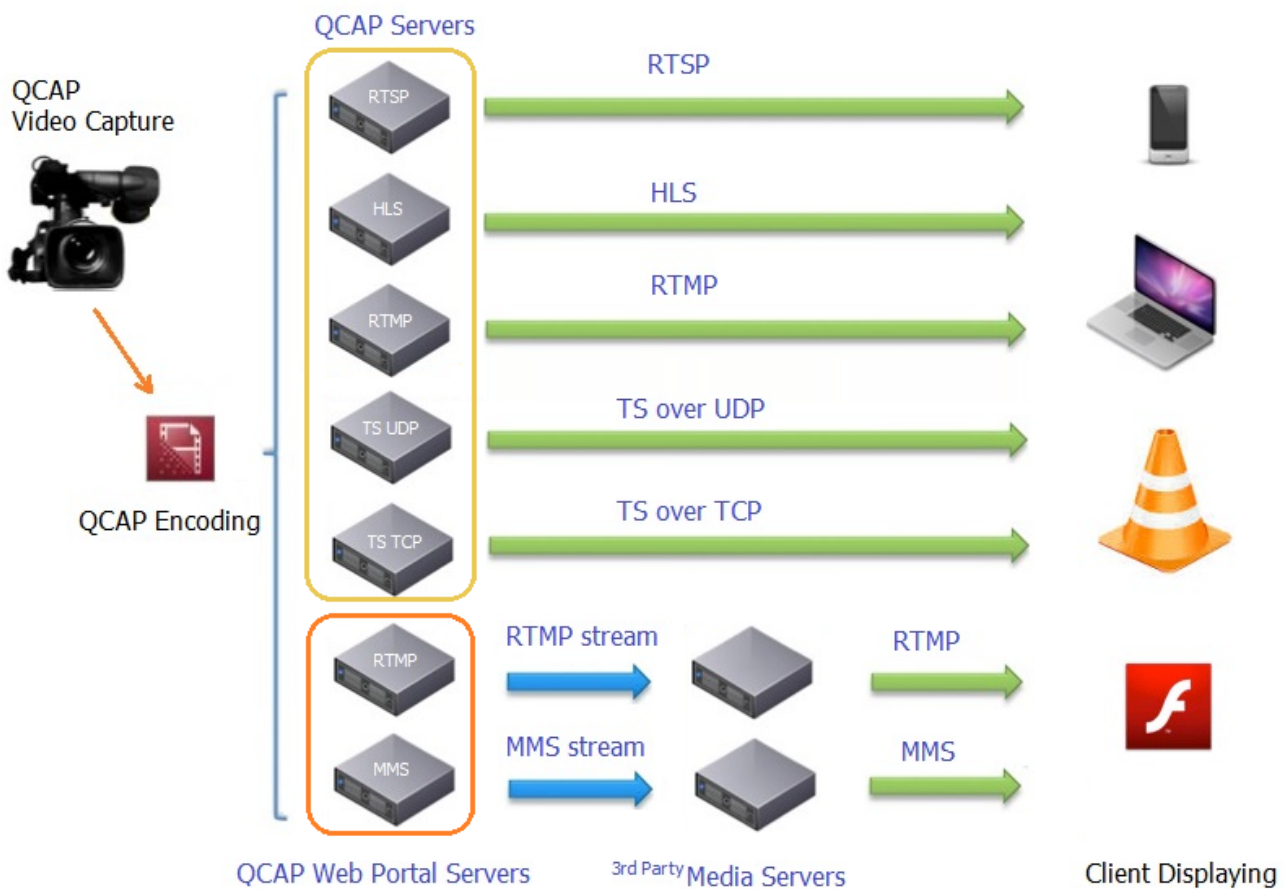 QCAP Servers
QCAP
Video Capture
RTSP
RTSP
HLS
HLS
RTMP
RTMP
TS UDP
TS over UDP
QCAP Encoding
TS TCP
TS over TCP
RTMP
RTMP stream
RTMP
MMS
MMS stream
MMS
QCAP Web Portal Servers
3rd Party Media Servers
Client Displaying